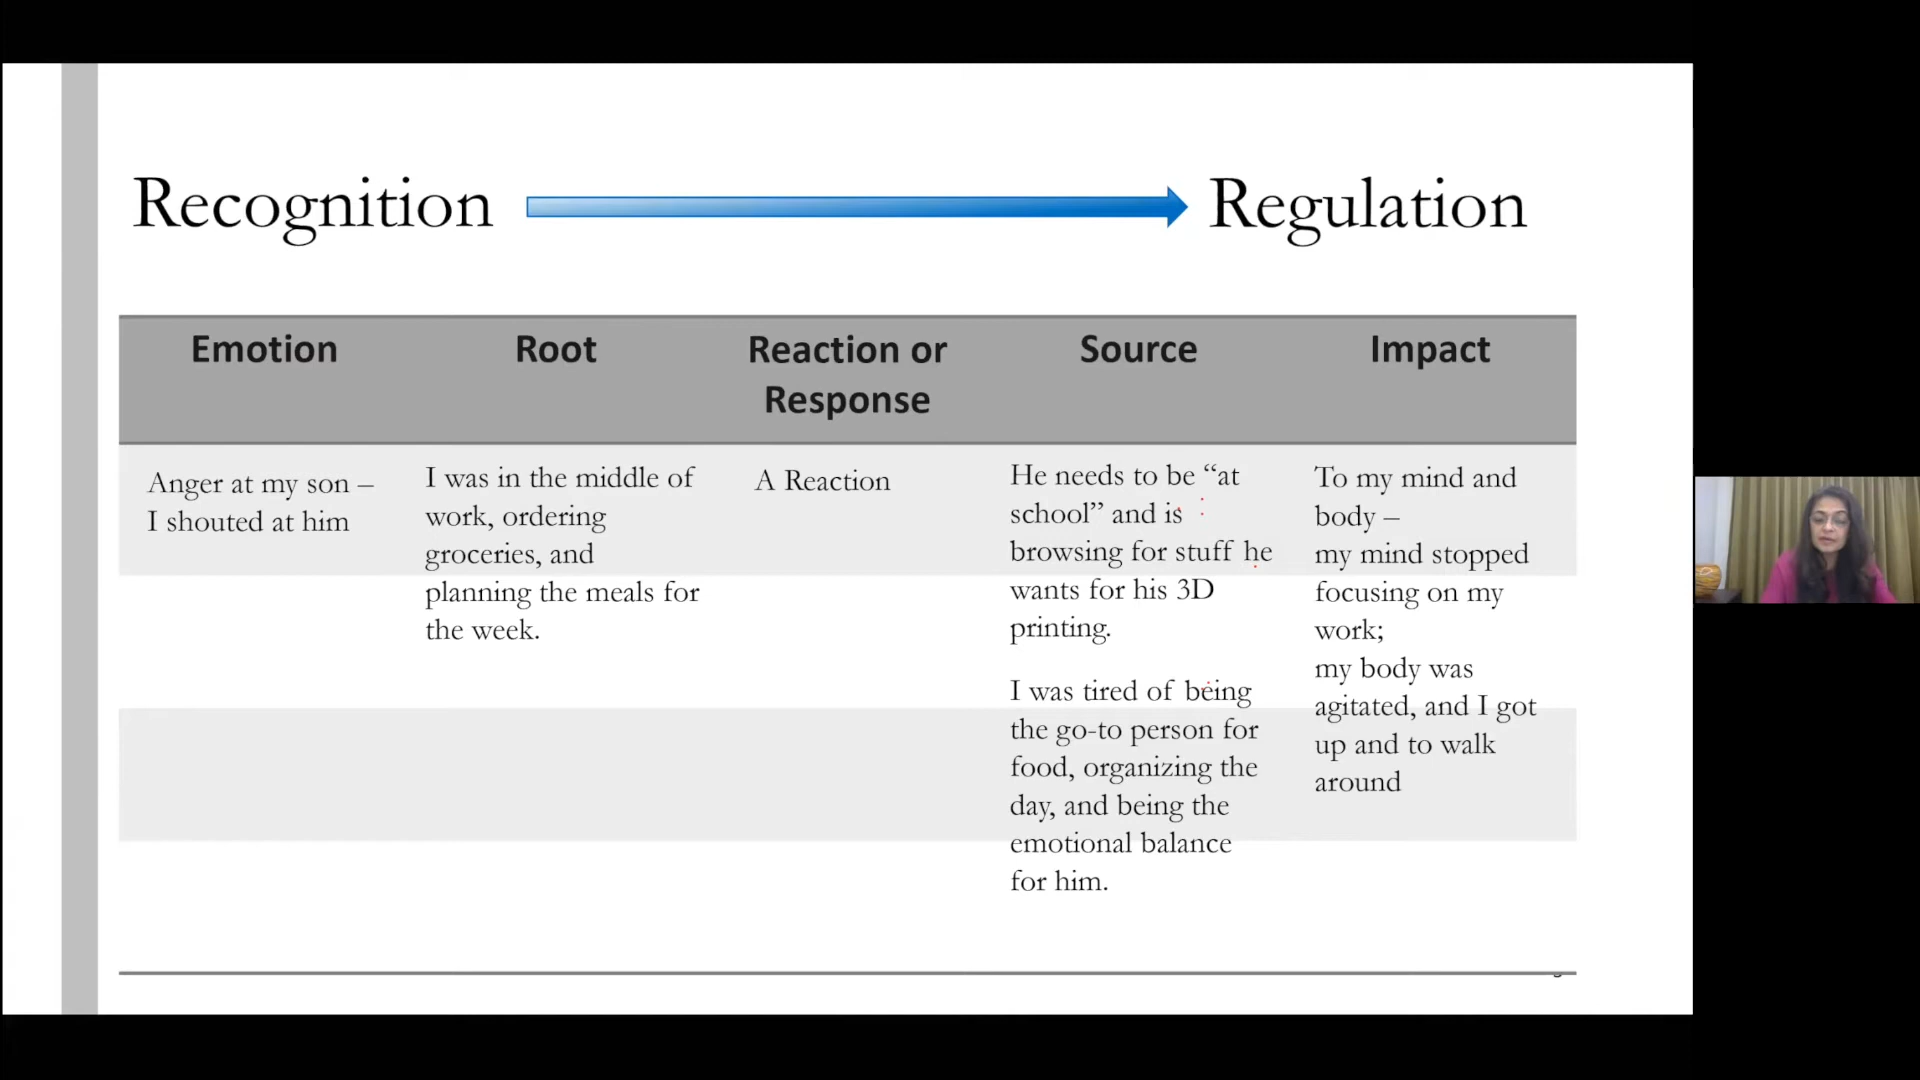 Recognition
Regulation
Emotion
Root
Reaction or
Response
Source
Impact
Anger at my son –
I shouted at him
I was in the middle of
work, ordering
groceries, and
planning the meals for
the week.
A Reaction
He needs to be “at
school” and is
browsing for stuff he
wants for his 3D
printing.
I was tired of being
the go-to person for
food, organizing the
day, and being the
emotional balance
for him.
To my mind and
body –
my mind stopped
focusing on my
work;
my body was
agitated, and I got
up and to walk
around